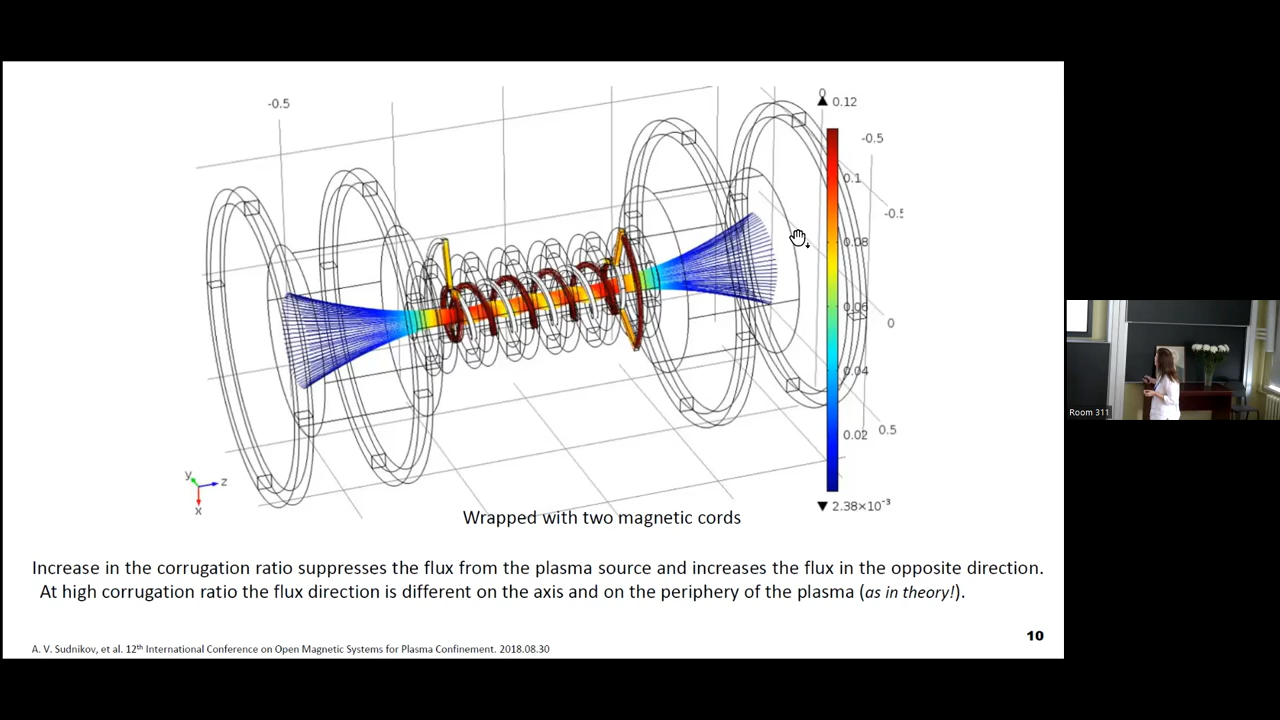 -0.5
0
0.12
-0.5
0.1
-0.5
0.08
0.06
0
0.04
0.5
0.02
2.38×10⁻³
y
z
x
Wrapped with two magnetic cords
Increase in the corrugation ratio suppresses the flux from the plasma source and increases the flux in the opposite direction.
At high corrugation ratio the flux direction is different on the axis and on the periphery of the plasma (as in theory!).
10
A. V. Sudnikov, et al. 12th International Conference on Open Magnetic Systems for Plasma Confinement. 2018.08.30
Room 311